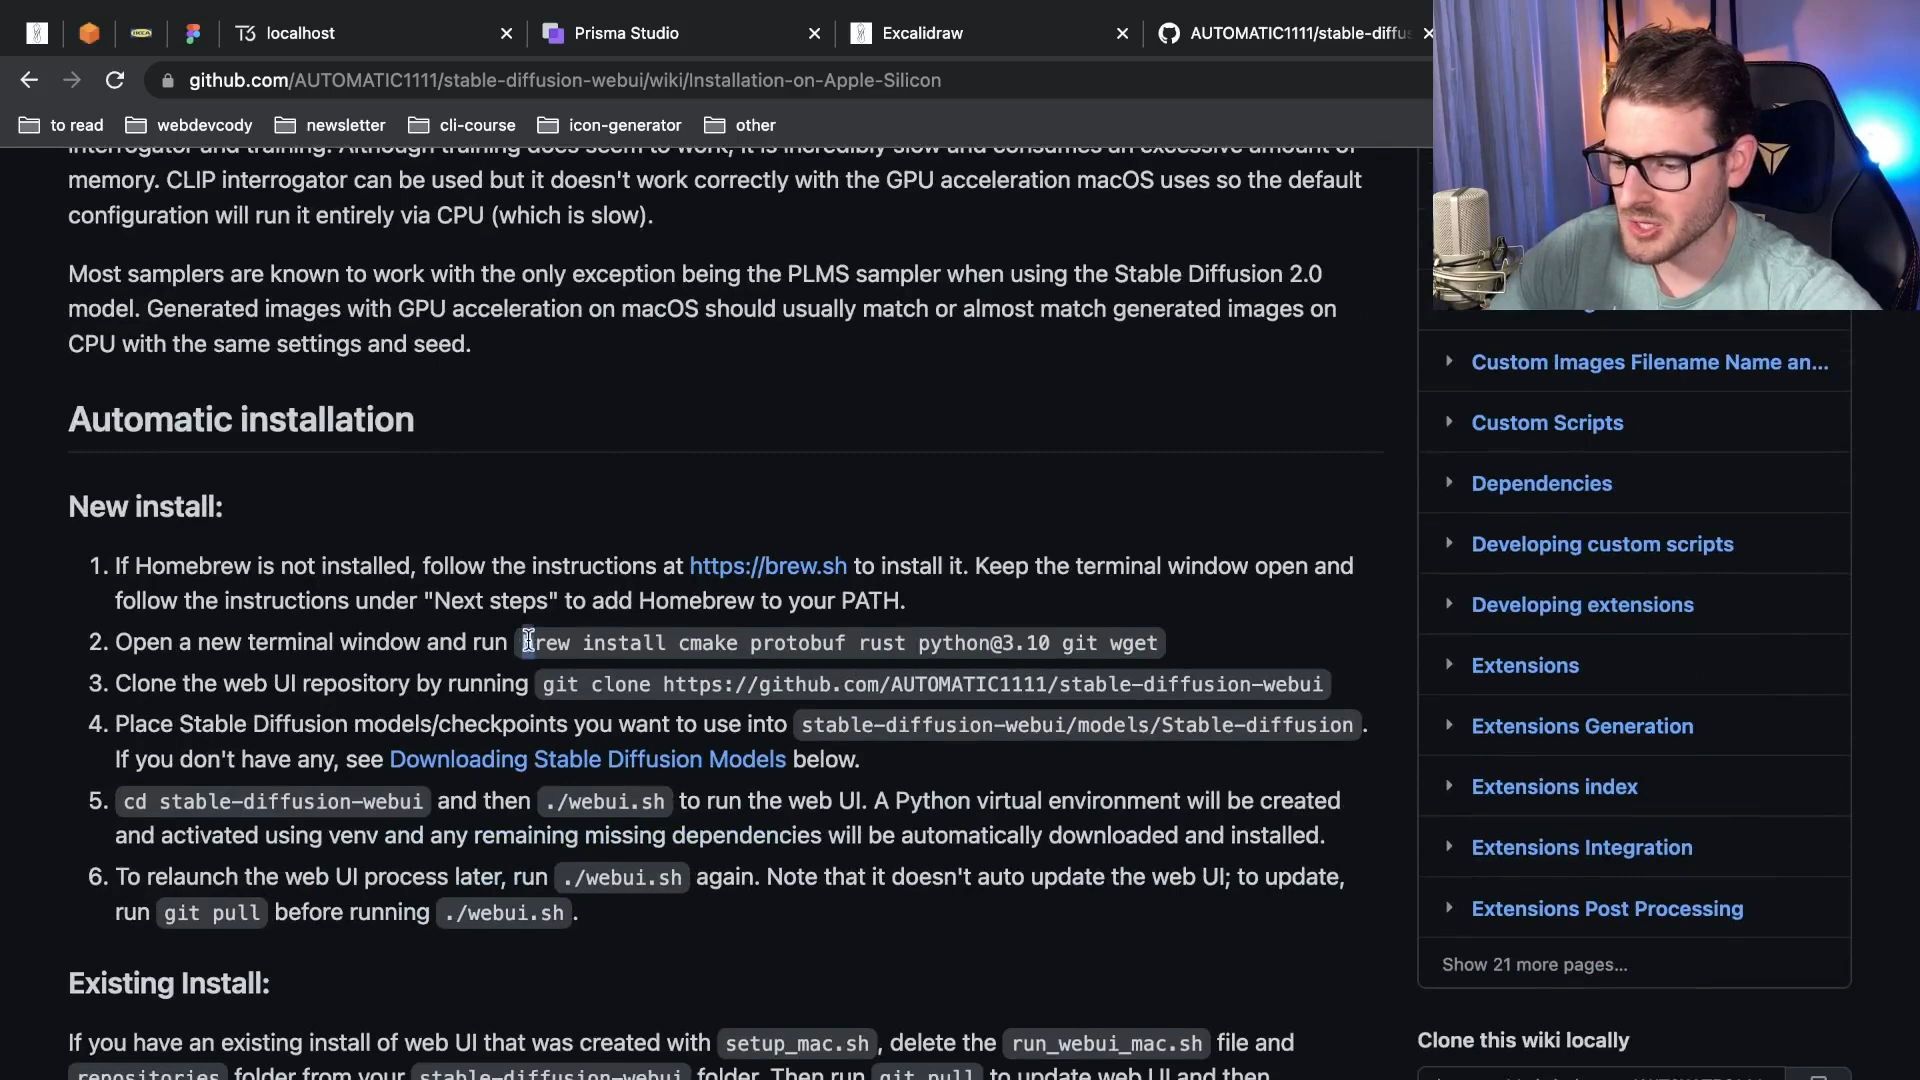 IKEA
T3 localhost
Prisma Studio
Excalidraw
AUTOMATIC1111/stable-diffus
github.com/AUTOMATIC1111/stable-diffusion-webui/wiki/Installation-on-Apple-Silicon
to read
webdevcody
newsletter
cli-course
icon-generator
other
interrogator and training. Although training does seem to work, it is incredibly slow and consumes an excessive amount of
memory. CLIP interrogator can be used but it doesn't work correctly with the GPU acceleration macOS uses so the default
configuration will run it entirely via CPU (which is slow).
Most samplers are known to work with the only exception being the PLMS sampler when using the Stable Diffusion 2.0
model. Generated images with GPU acceleration on macOS should usually match or almost match generated images on
CPU with the same settings and seed.
Automatic installation
New install:
1. If Homebrew is not installed, follow the instructions at https://brew.sh to install it. Keep the terminal window open and
follow the instructions under "Next steps" to add Homebrew to your PATH.
2. Open a new terminal window and run brew install cmake protobuf rust python@3.10 git wget
3. Clone the web UI repository by running git clone https://github.com/AUTOMATIC1111/stable-diffusion-webui
4. Place Stable Diffusion models/checkpoints you want to use into stable-diffusion-webui/models/Stable-diffusion .
If you don't have any, see Downloading Stable Diffusion Models below.
5. cd stable-diffusion-webui and then ./webui.sh to run the web UI. A Python virtual environment will be created
and activated using venv and any remaining missing dependencies will be automatically downloaded and installed.
6. To relaunch the web UI process later, run ./webui.sh again. Note that it doesn't auto update the web UI; to update,
run git pull before running ./webui.sh .
Existing Install:
If you have an existing install of web UI that was created with setup_mac.sh , delete the run_webui_mac.sh file and
repositories folder from your stable-diffusion-webui folder. Then run git pull to update web UI and then
Custom Images Filename Name an...
Custom Scripts
Dependencies
Developing custom scripts
Developing extensions
Extensions
Extensions Generation
Extensions index
Extensions Integration
Extensions Post Processing
Show 21 more pages...
Clone this wiki locally